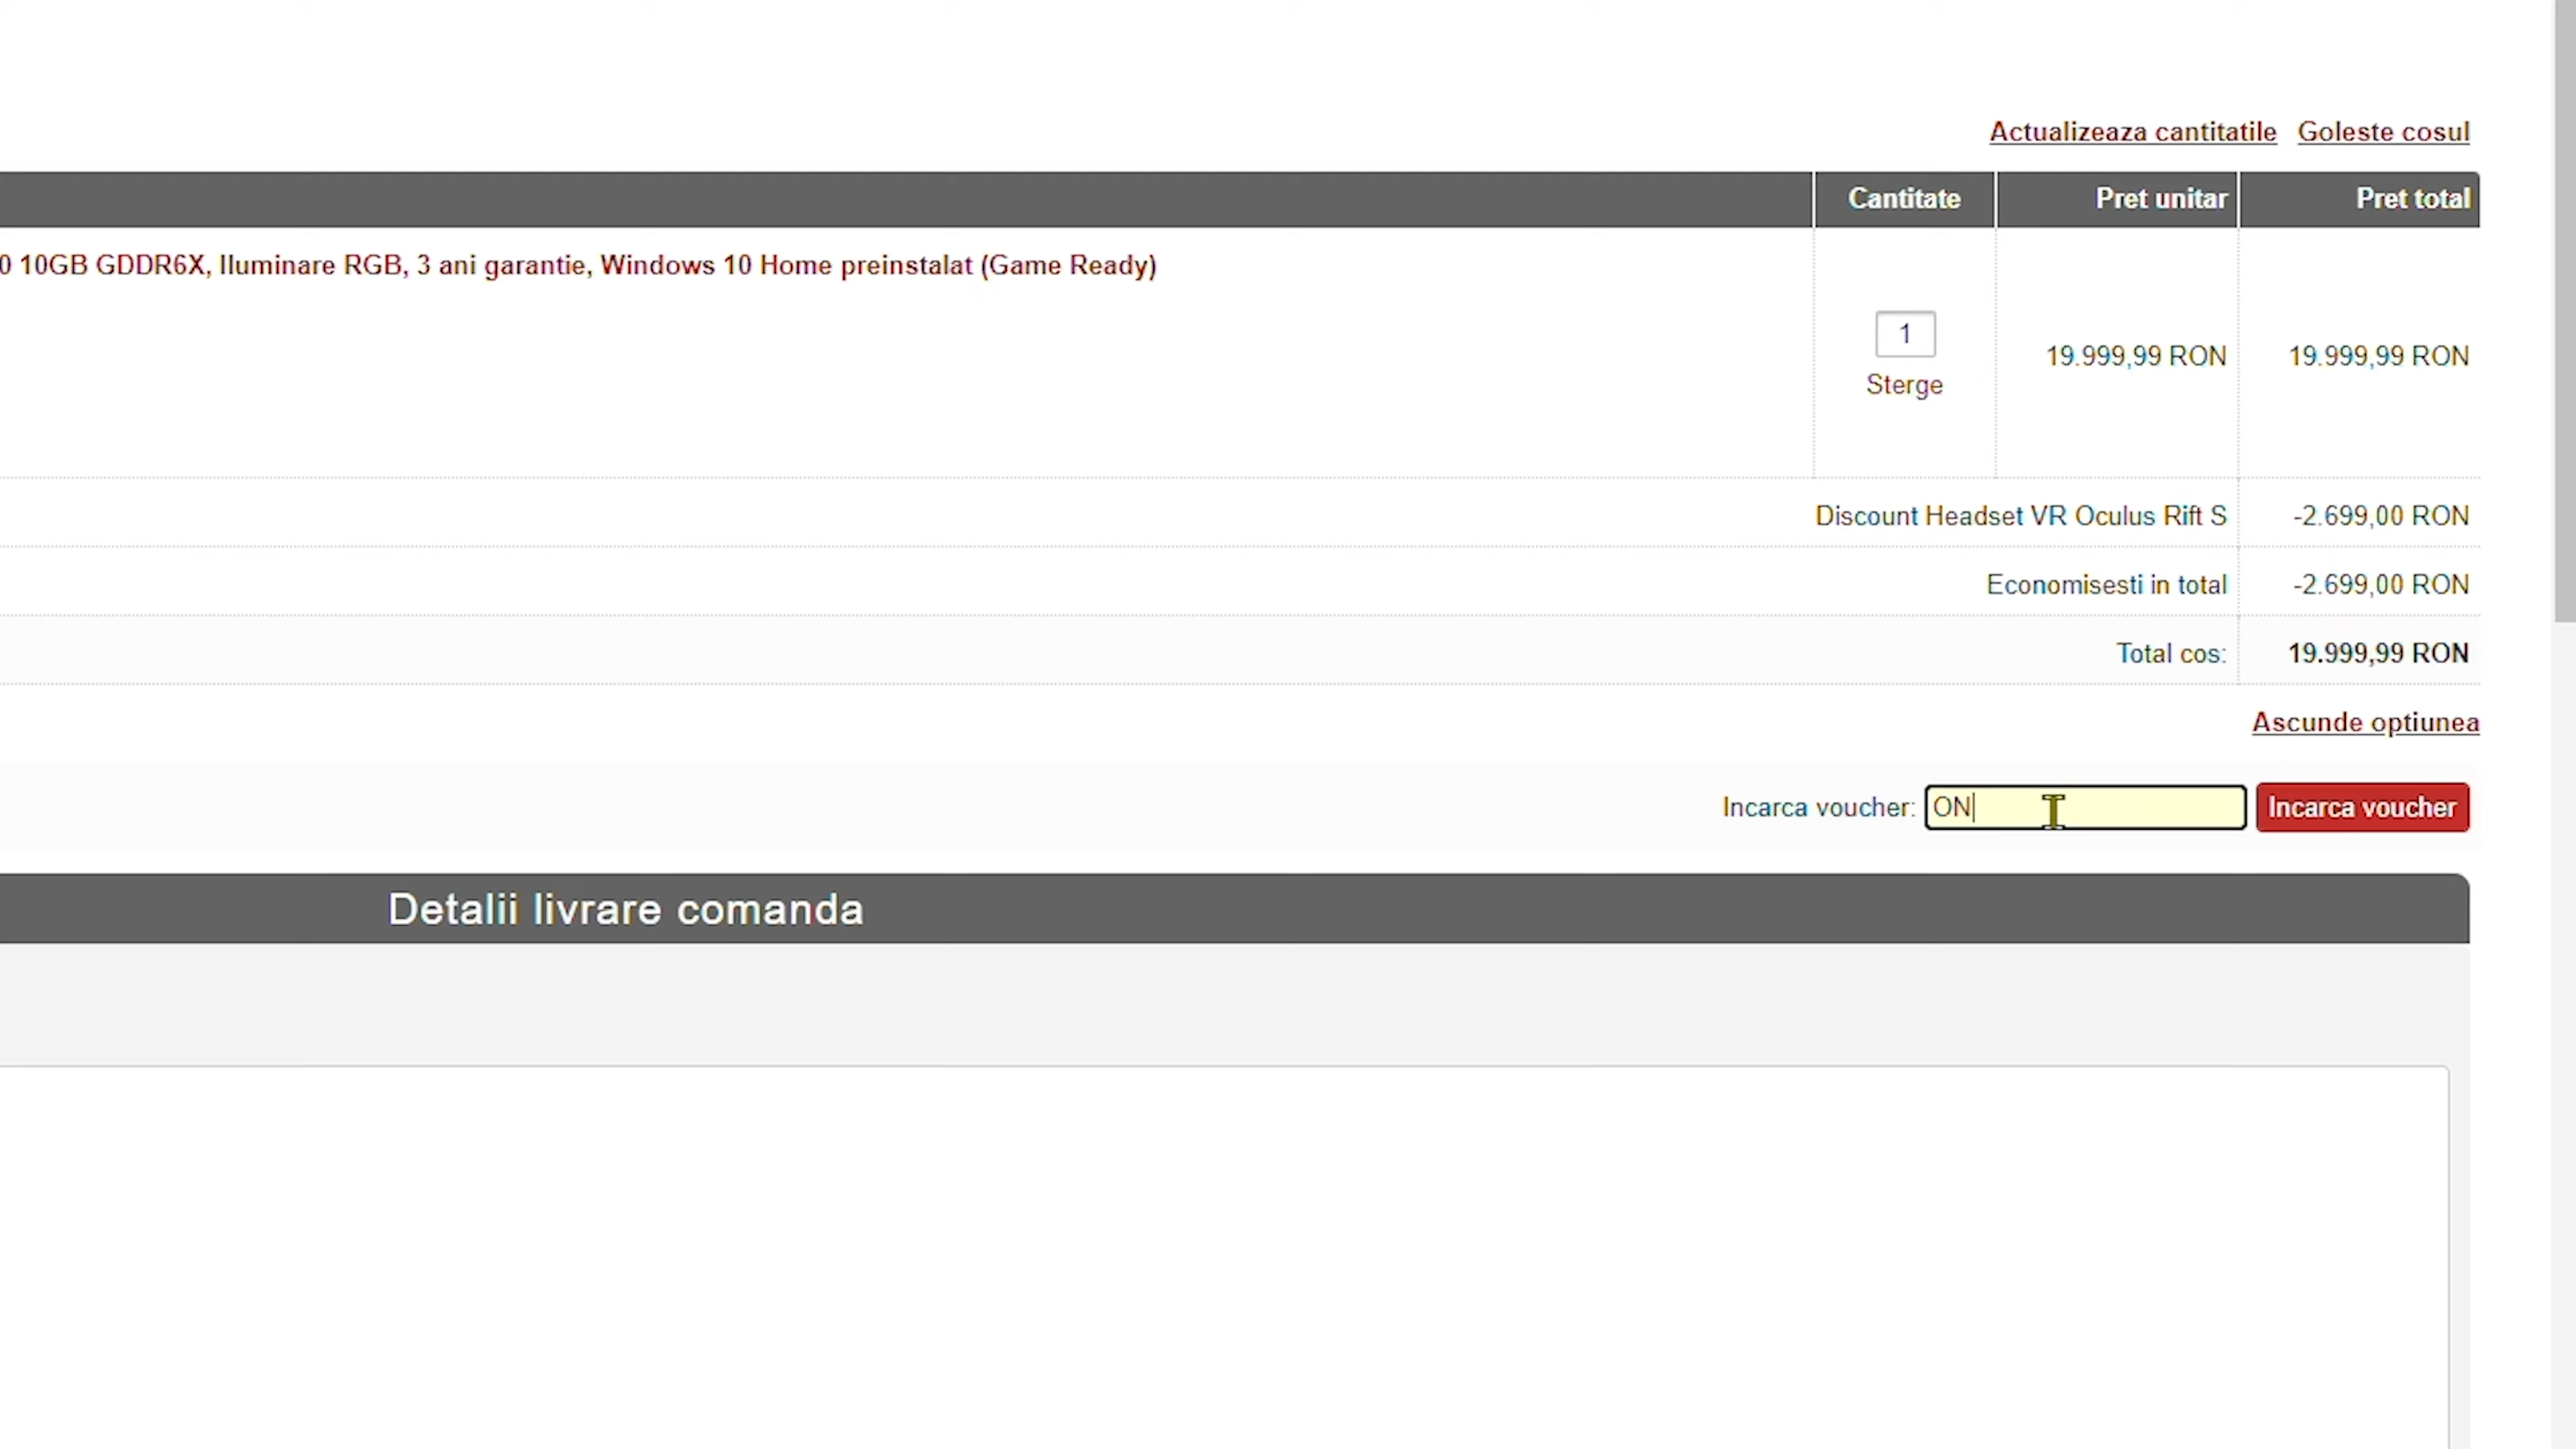 Actualizeaza cantitatile Goleste cosul
Cantitate Pret unitar Pret total
0 10GB GDDR6X, Iluminare RGB, 3 ani garantie, Windows 10 Home preinstalat (Game Ready)
1
19.999,99 RON 19.999,99 RON
Sterge
Discount Headset VR Oculus Rift S -2.699,00 RON
Economisesti in total -2.699,00 RON
Total cos: 19.999,99 RON
Ascunde optiunea
Incarca voucher: ON Incarca voucher
Detalii livrare comanda